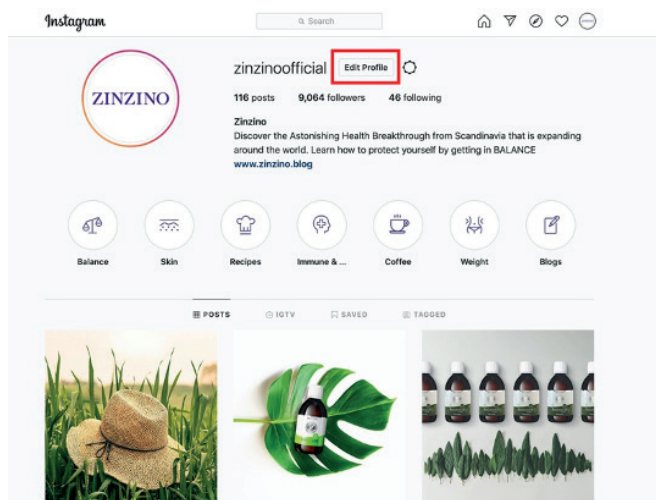 Instagram
Search
zinzinoofficial Edit Profile
116 posts 9,064 followers 46 following
ZINZINO
Zinzino
Discover the Astonishing Health Breakthrough from Scandinavia that is expanding
around the world. Learn how to protect yourself by getting in BALANCE
www.zinzino.blog
Balance Skin Recipes Immune & ... Coffee Weight Blogs
POSTS IGTV SAVED TAGGED